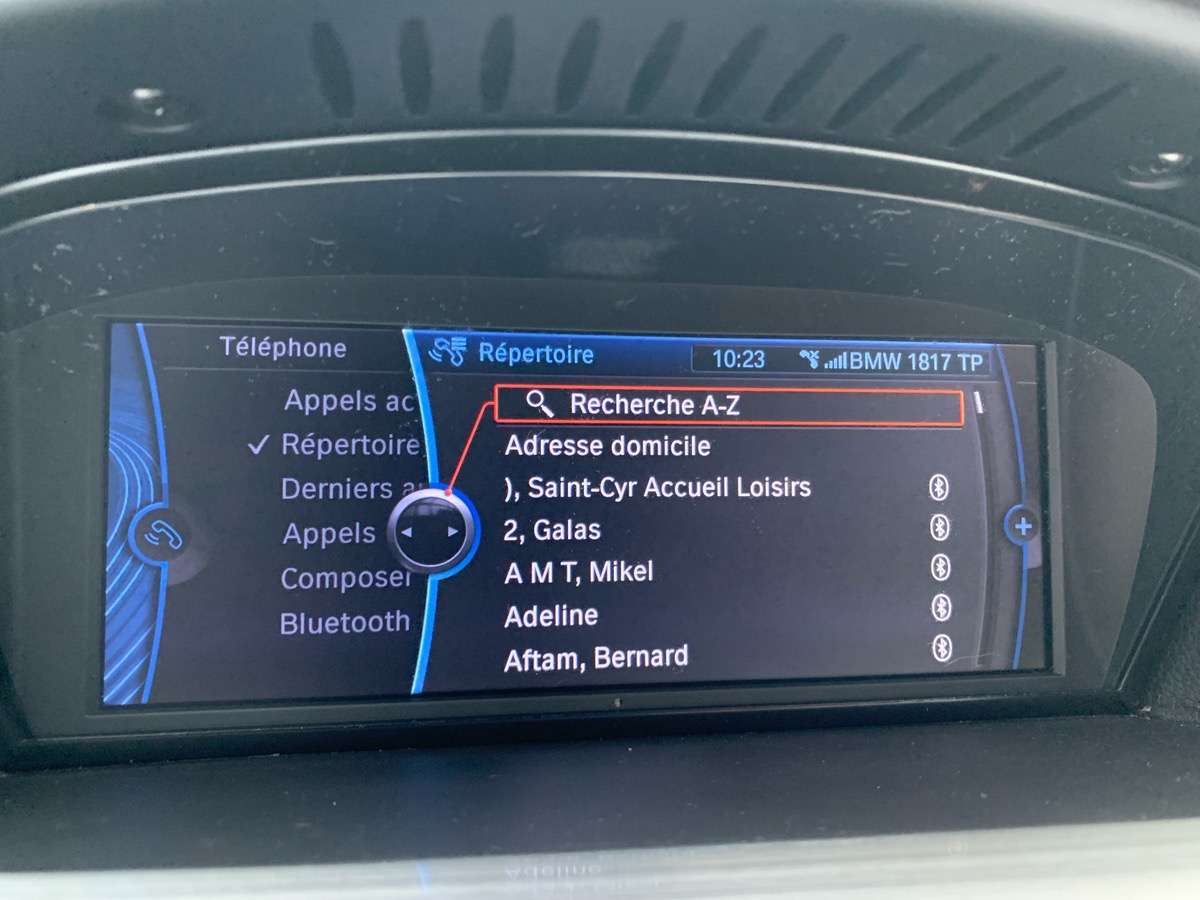 Téléphone
Répertoire
10:23
BMW 1817 TP
Appels ac
✓ Répertoire
Derniers a
Appels
Composer
Bluetooth
Recherche A-Z
Adresse domicile
), Saint-Cyr Accueil Loisirs
2, Galas
A M T, Mikel
Adeline
Aftam, Bernard